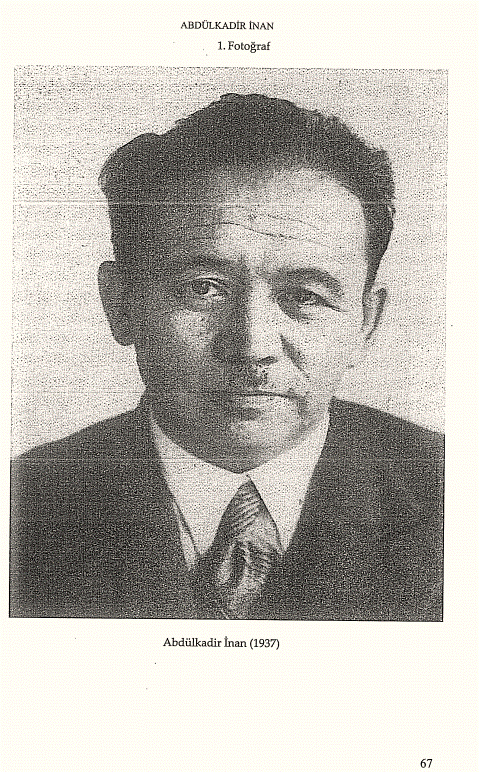 ABDÜLKADİR İNAN
1. Fotoğraf
Abdülkadir İnan (1937)
67